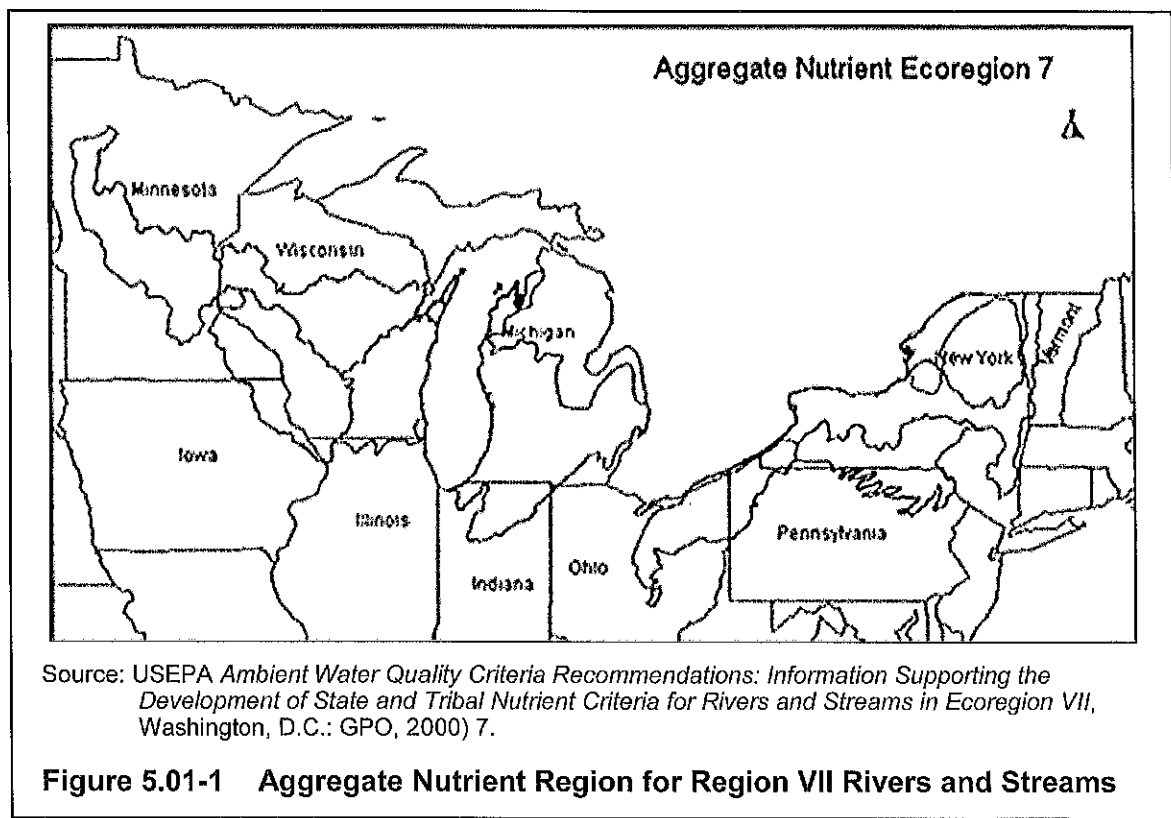 Aggregate Nutrient Ecoregion 7
Minnesota
Wisconsin
Michigan
New York
Vermont
Iowa
Illinois
Indiana
Ohio
Pennsylvania
Source: USEPA Ambient Water Quality Criteria Recommendations: Information Supporting the
Development of State and Tribal Nutrient Criteria for Rivers and Streams in Ecoregion VII,
Washington, D.C.: GPO, 2000) 7.
Figure 5.01-1 Aggregate Nutrient Region for Region VII Rivers and Streams